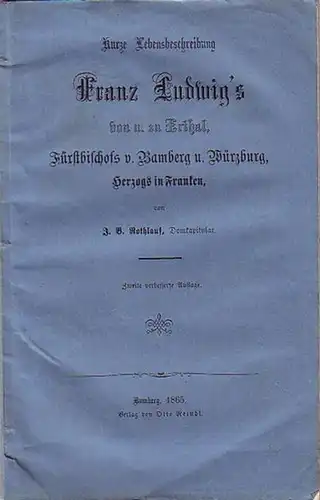 Kurze Lebensbeschreibung
Franz Ludwig's
von u. zu Erthal,
Fürstbischofs v. Bamberg u. Würzburg,
Herzogs in Franken,
von
J. B. Rothlauf, Domkapitular.
Zweite verbesserte Auflage.
Bamberg, 1865.
Verlag von Otto Reindl.